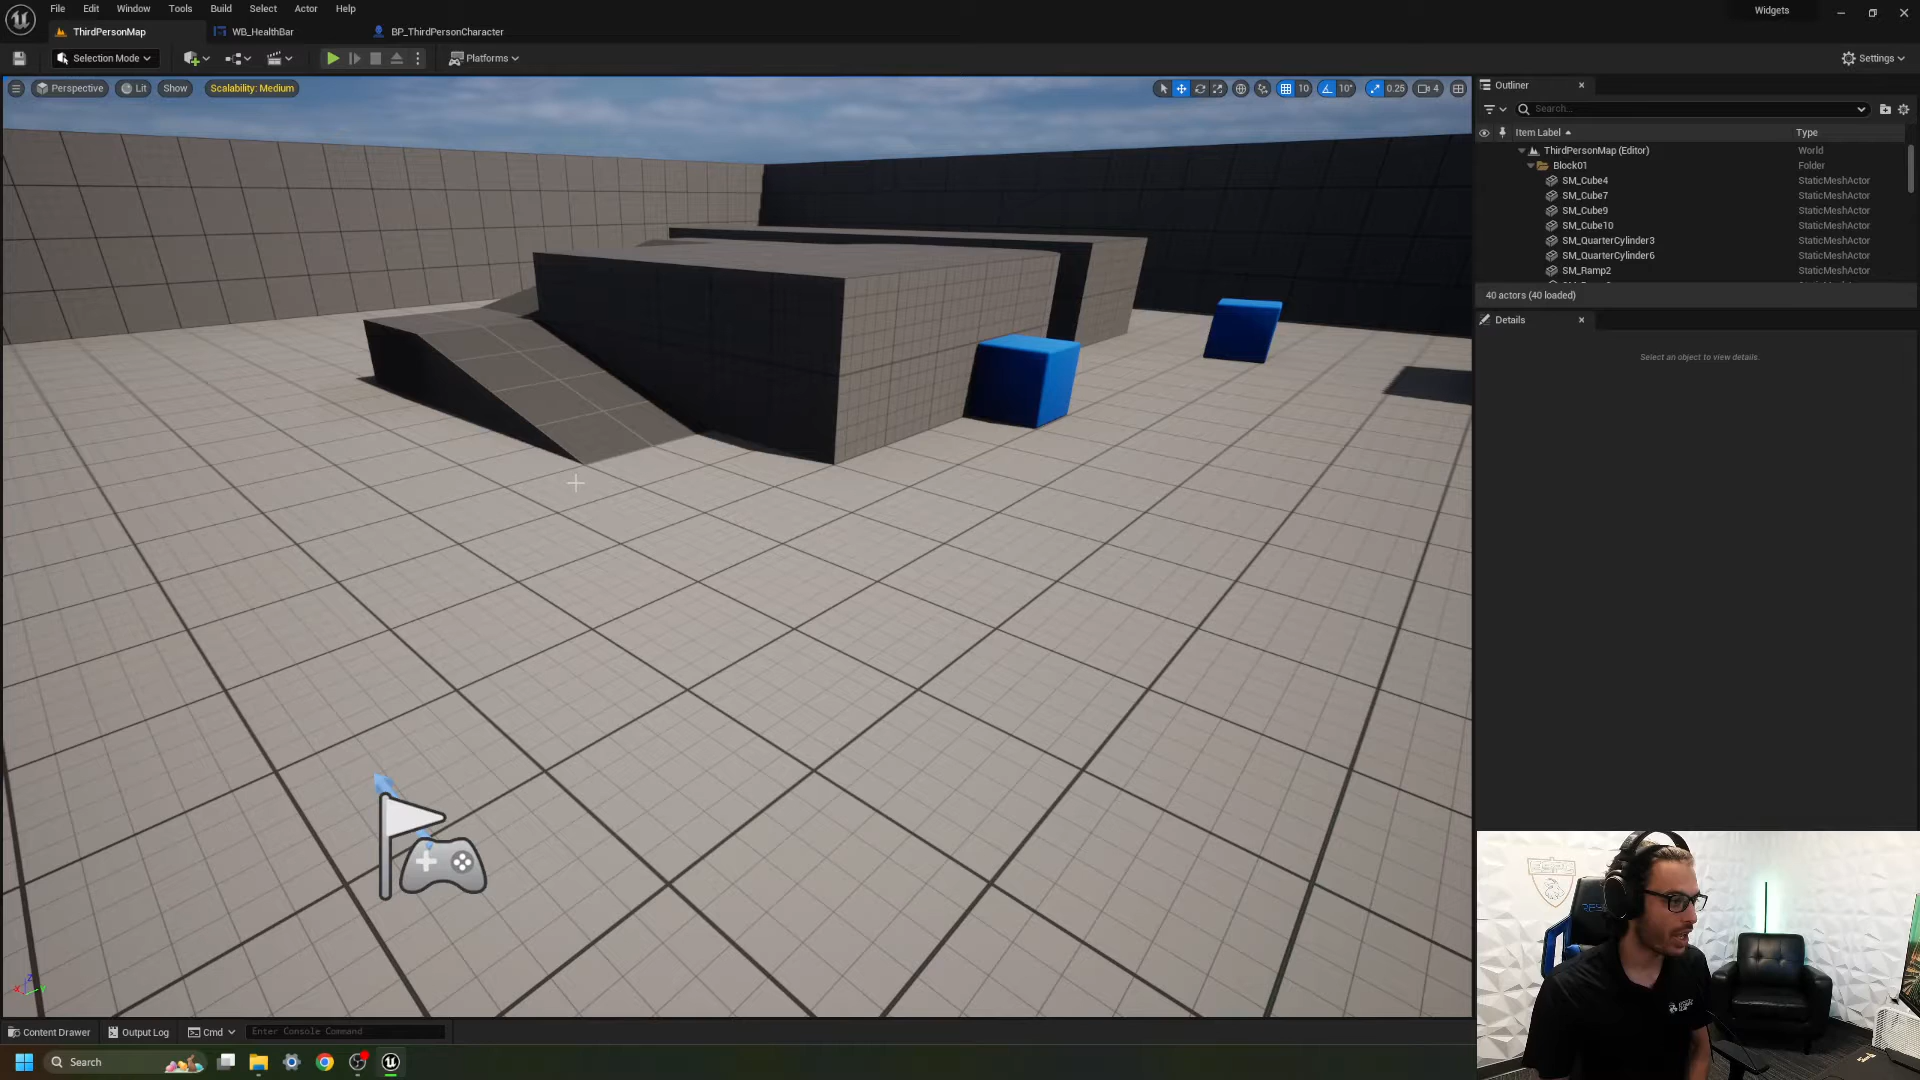 File Edit Window Tools Build Select Actor Help
Widgets
ThirdPersonMap WB_HealthBar BP_ThirdPersonCharacter
Selection Mode Platforms Settings
Perspective Lit Show Scalability: Medium 10 10° 0.25 4
Outliner
Search...
Item Label Type
ThirdPersonMap (Editor) World
Block01 Folder
SM_Cube4 StaticMeshActor
SM_Cube7 StaticMeshActor
SM_Cube9 StaticMeshActor
SM_Cube10 StaticMeshActor
SM_QuarterCylinder3 StaticMeshActor
SM_QuarterCylinder6 StaticMeshActor
SM_Ramp2 StaticMeshActor
40 actors (40 loaded)
Details
Select an object to view details.
Z
X Y
Content Drawer Output Log Cmd Enter Console Command
Search